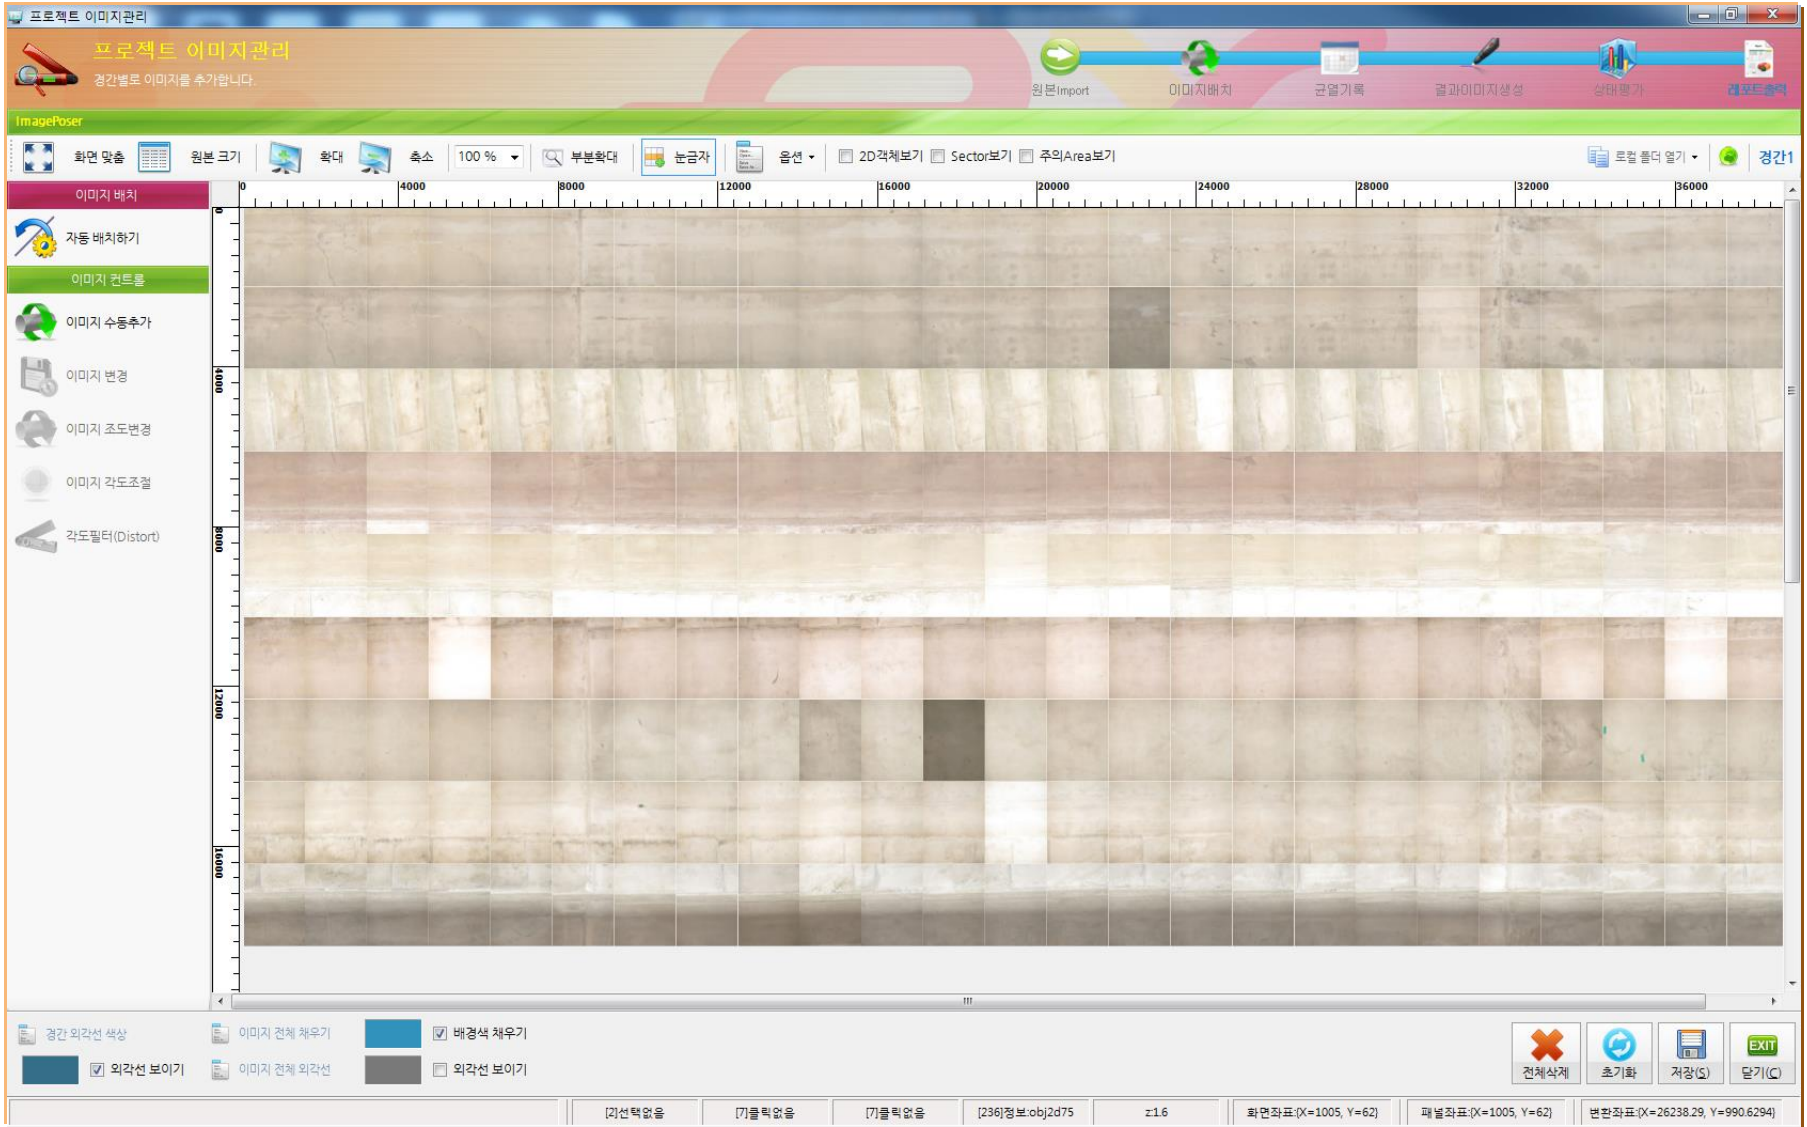 프로젝트 이미지관리
프로젝트 이미지관리
경간별로 이미지를 추가합니다.
원본Import
이미지배치
균열기록
결과이미지생성
상태평가
레포트출력
ImagePoser
화면 맞춤
원본 크기
확대
축소
100 %
부분확대
눈금자
옵션
2D객체보기
Sector보기
주의Area보기
로컬 폴더 열기
경간1
이미지 배치
자동 배치하기
이미지 컨트롤
이미지 수동추가
이미지 변경
이미지 조도변경
이미지 각도조절
각도필터(Distort)
0 4000 8000 12000 16000 20000 24000 28000 32000 36000
0
4000
8000
12000
16000
경간 외각선 색상
이미지 전체 채우기
배경색 채우기
외각선 보이기
이미지 전체 외각선
외각선 보이기
전체삭제
초기화
저장(S)
EXIT
닫기(C)
[2]선택없음
[7]클릭없음
[7]클릭없음
[236]정보:obj2d75
z:1.6
화면좌표:{X=1005, Y=62}
패널좌표:{X=1005, Y=62}
변환좌표:{X=26238.29, Y=990.6294}